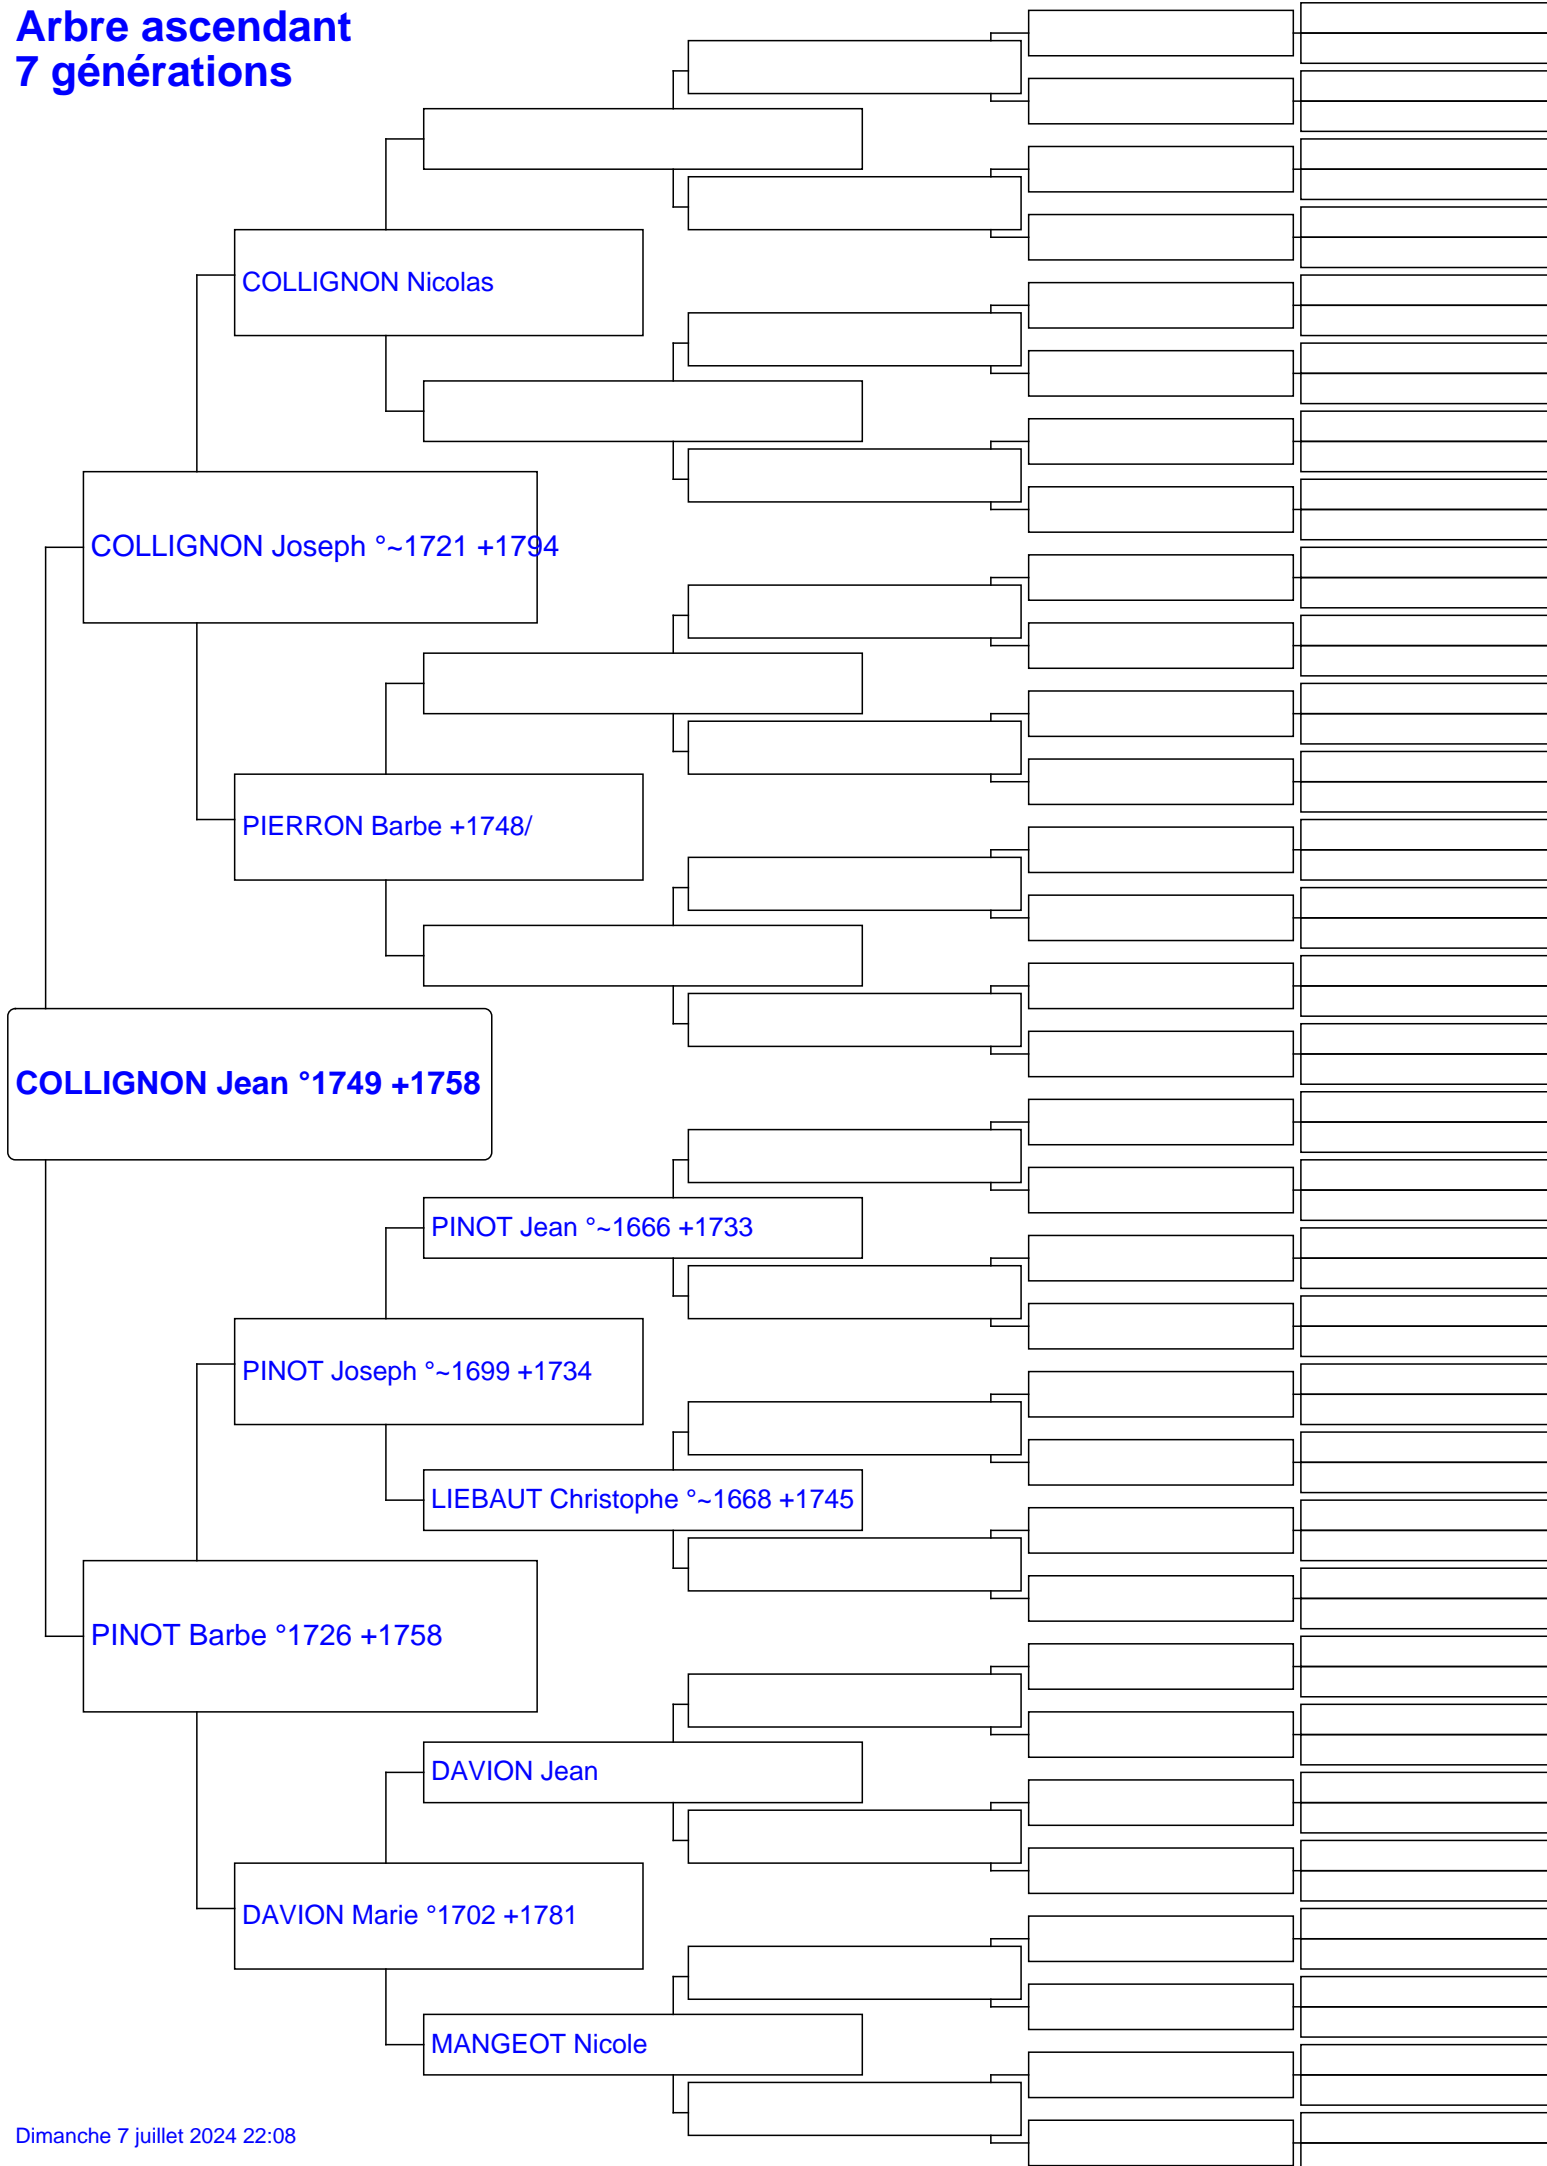 Arbre ascendant
7 générations
COLLIGNON Nicolas
COLLIGNON Joseph °~1721 +1794
PIERRON Barbe +1748/
COLLIGNON Jean °1749 +1758
PINOT Jean °~1666 +1733
PINOT Joseph °~1699 +1734
LIEBAUT Christophe °~1668 +1745
PINOT Barbe °1726 +1758
DAVION Jean
DAVION Marie °1702 +1781
MANGEOT Nicole
Dimanche 7 juillet 2024 22:08